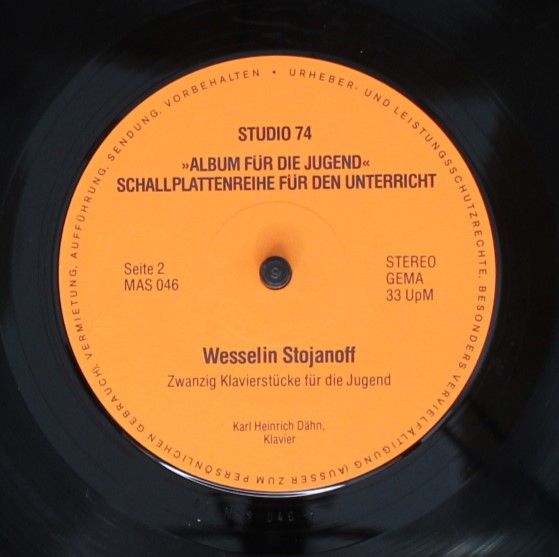 URHEBER- UND LEISTUNGSSCHUTZRECHTE, BESONDERS VERVIELFÄLTIGUNG (AUSSER ZUM PERSÖNLICHEN GEBRAUCH), VERMIETUNG, AUFFÜHRUNG, SENDUNG, VORBEHALTEN •
STUDIO 74
»ALBUM FÜR DIE JUGEND«
SCHALLPLATTENREIHE FÜR DEN UNTERRICHT
Seite 2
MAS 046
STEREO
GEMA
33 UpM
Wesselin Stojanoff
Zwanzig Klavierstücke für die Jugend
Karl Heinrich Dähn,
Klavier